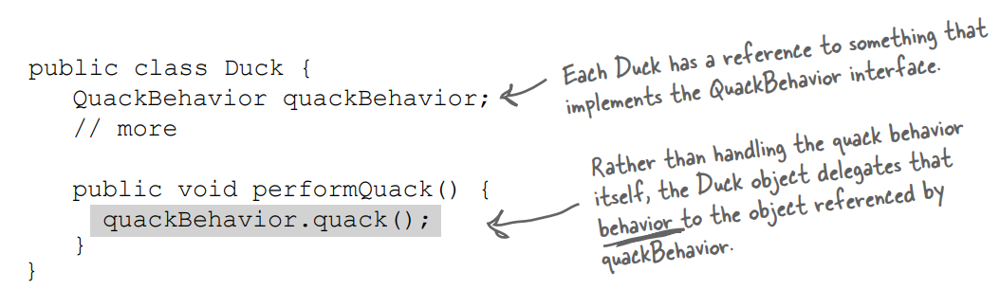 public class Duck {
QuackBehavior quackBehavior;
// more
public void performQuack() {
quackBehavior.quack();
}
}
Each Duck has a reference to something that
implements the QuackBehavior interface.
Rather than handling the quack behavior
itself, the Duck object delegates that
behavior to the object referenced by
quackBehavior.